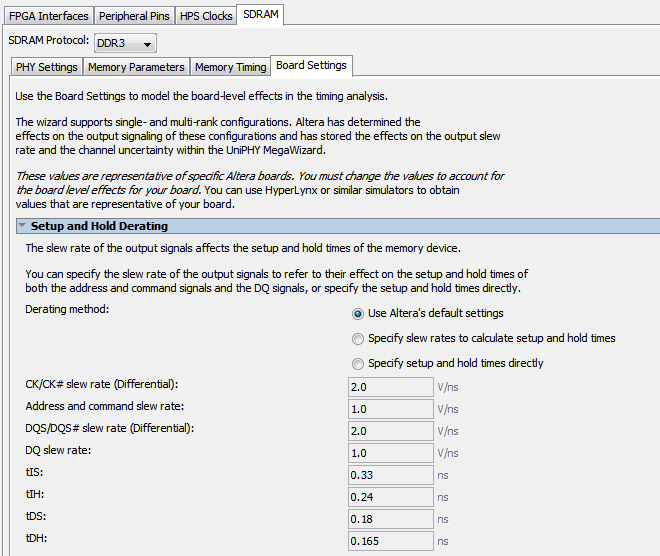 FPGA Interfaces Peripheral Pins HPS Clocks SDRAM
SDRAM Protocol: DDR3
PHY Settings Memory Parameters Memory Timing Board Settings
Use the Board Settings to model the board-level effects in the timing analysis.
The wizard supports single- and multi-rank configurations. Altera has determined the
effects on the output signaling of these configurations and has stored the effects on the output slew
rate and the channel uncertainty within the UniPHY MegaWizard.
These values are representative of specific Altera boards. You must change the values to account for
the board level effects for your board. You can use HyperLynx or similar simulators to obtain
values that are representative of your board.
Setup and Hold Derating
The slew rate of the output signals affects the setup and hold times of the memory device.
You can specify the slew rate of the output signals to refer to their effect on the setup and hold times of
both the address and command signals and the DQ signals, or specify the setup and hold times directly.
Derating method: Use Altera's default settings
Specify slew rates to calculate setup and hold times
Specify setup and hold times directly
CK/CK# slew rate (Differential): 2.0 V/ns
Address and command slew rate: 1.0 V/ns
DQS/DQS# slew rate (Differential): 2.0 V/ns
DQ slew rate: 1.0 V/ns
tIS: 0.33 ns
tIH: 0.24 ns
tDS: 0.18 ns
tDH: 0.165 ns